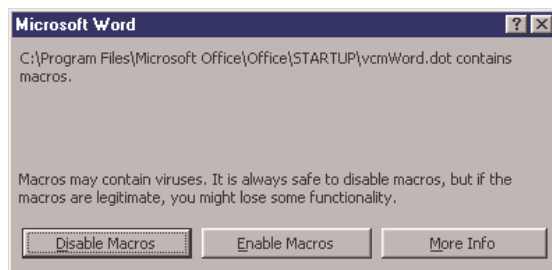 Microsoft Word
C:\Program Files\Microsoft Office\Office\STARTUP\vcmWord.dot contains
macros.
Macros may contain viruses. It is always safe to disable macros, but if the
macros are legitimate, you might lose some functionality.
Disable Macros Enable Macros More Info